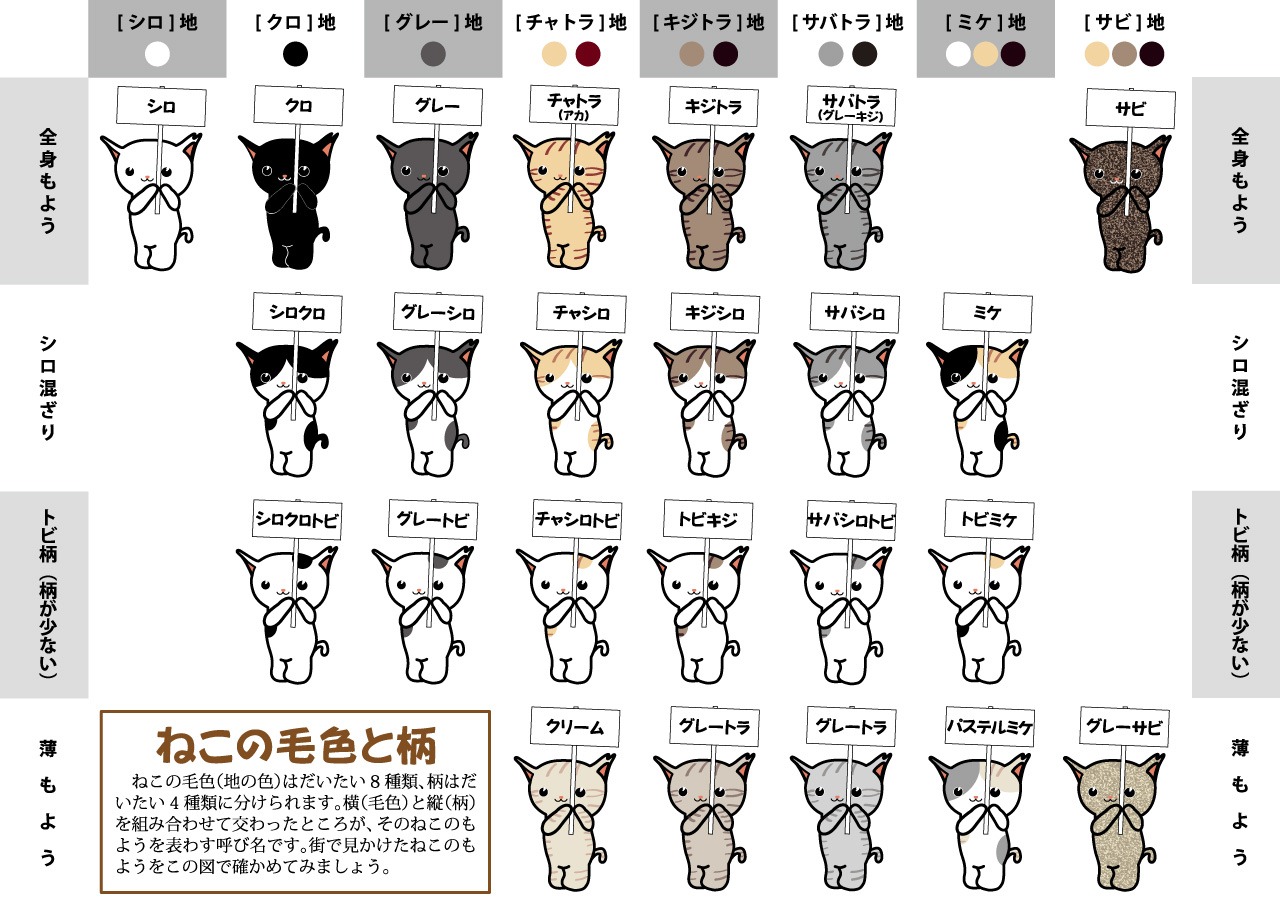 [シロ]地
[クロ]地
[グレー]地
[チャトラ]地
[キジトラ]地
[サバトラ]地
[ミケ]地
[サビ]地
全身もよう
シロ
クロ
グレー
チャトラ
(アカ)
キジトラ
サバトラ
(グレーキジ)
サビ
全身もよう
シロ混ざり
シロクロ
グレーシロ
チャシロ
キジシロ
サバシロ
ミケ
シロ混ざり
トビ柄(柄が少ない)
シロクロトビ
グレートビ
チャシロトビ
トビキジ
サバシロトビ
トビミケ
トビ柄(柄が少ない)
薄もよう
クリーム
グレートラ
グレートラ
パステルミケ
グレーサビ
薄もよう
ねこの毛色と柄
ねこの毛色(地の色)はだいたい8種類、柄はだ
いたい4種類に分けられます。横(毛色)と縦(柄)
を組み合わせて交わったところが、そのねこのも
ようを表わす呼び名です。街で見かけたねこのも
ようをこの図で確かめてみましょう。